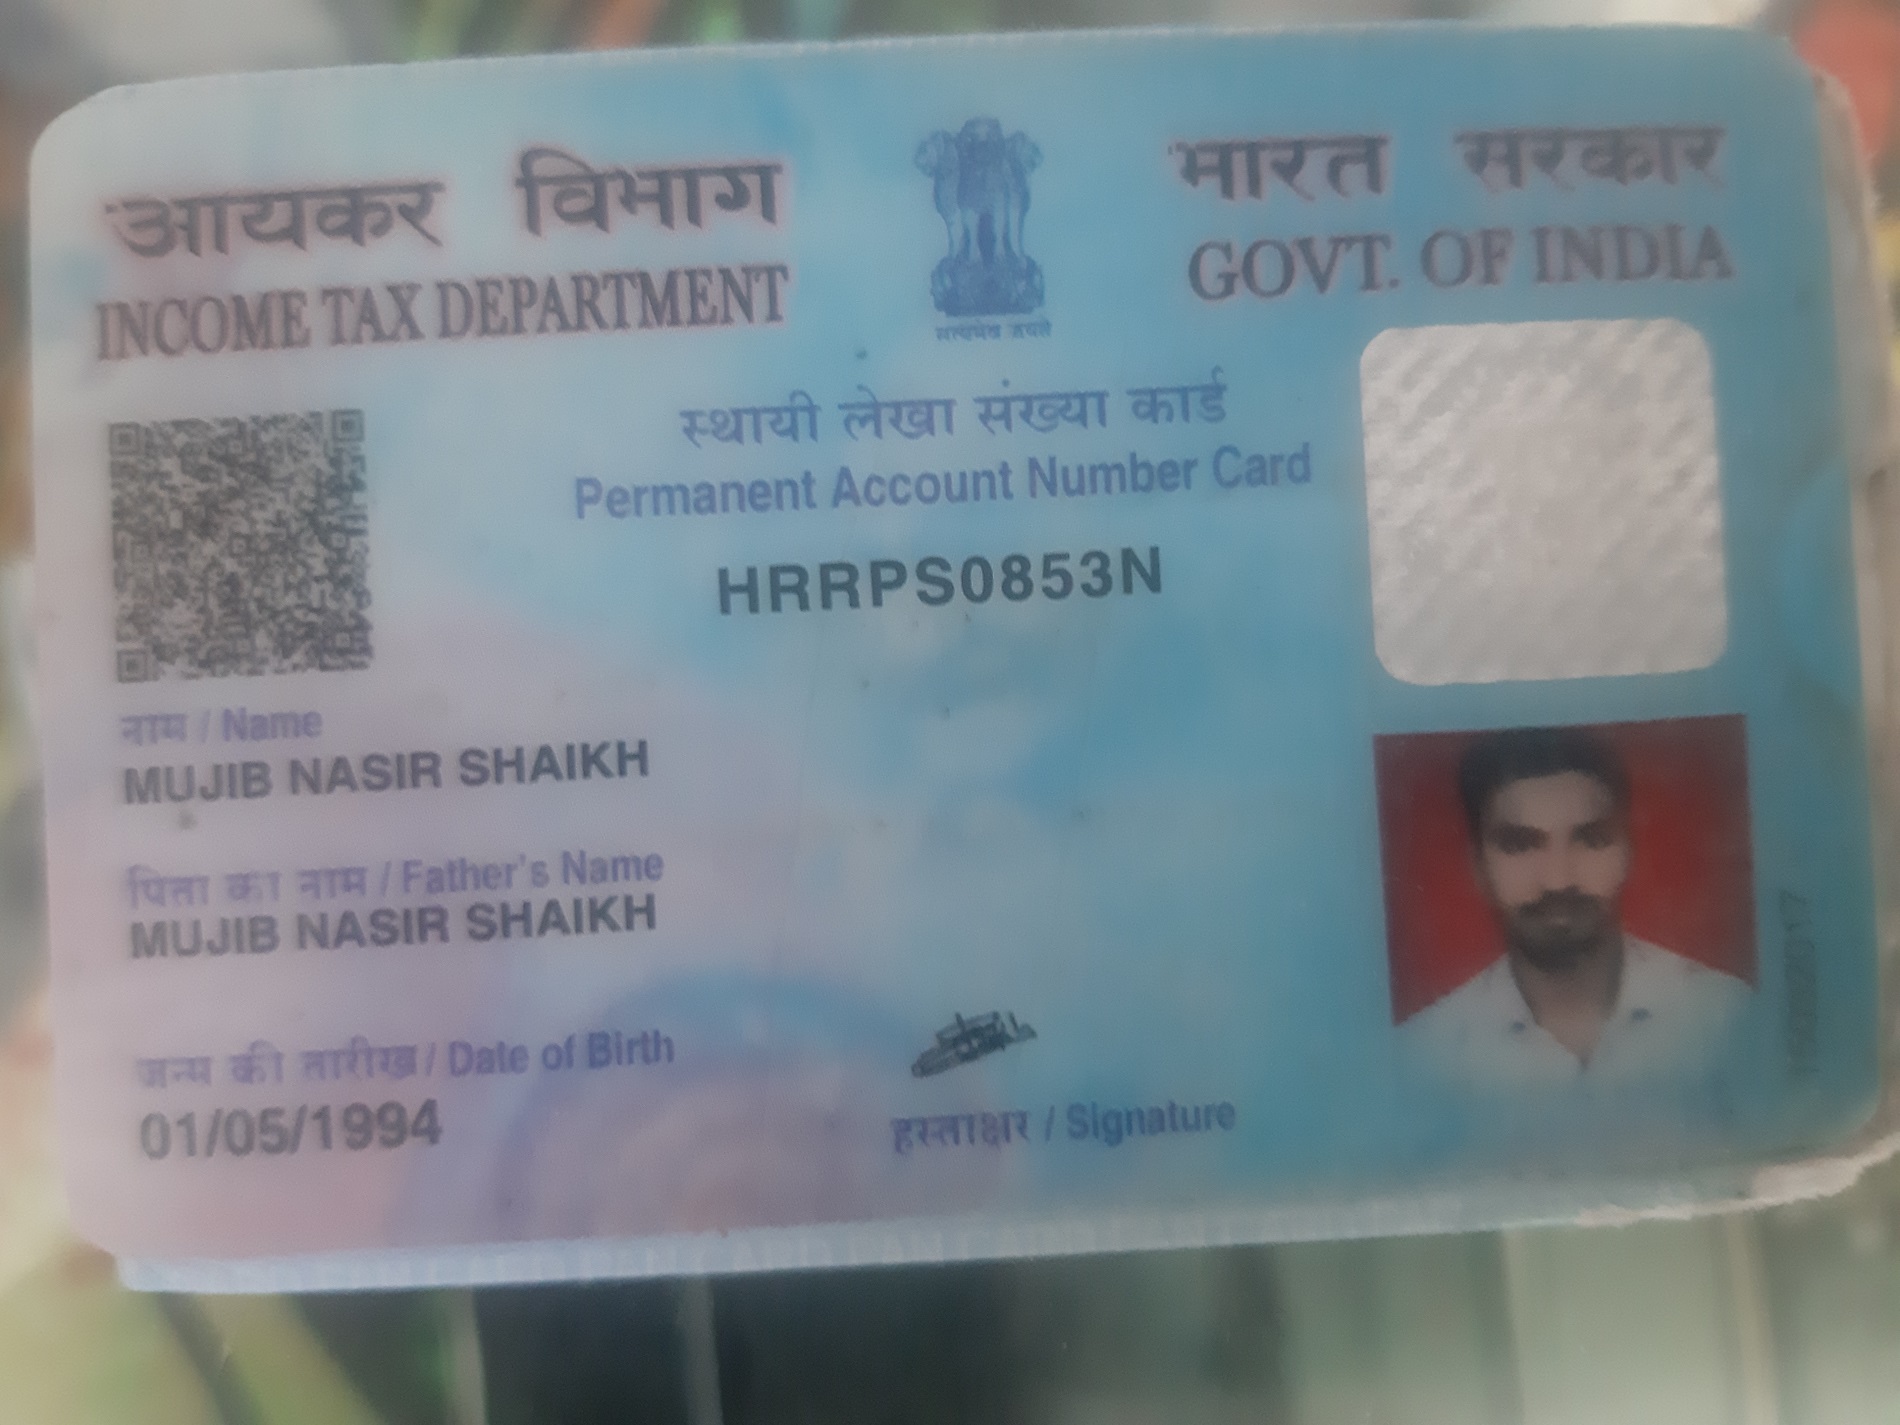 आयकर विभाग
INCOME TAX DEPARTMENT
भारत सरकार
GOVT. OF INDIA
सत्यमेव जयते
स्थायी लेखा संख्या कार्ड
Permanent Account Number Card
HRRPS0853N
नाम / Name
MUJIB NASIR SHAIKH
पिता का नाम / Father's Name
MUJIB NASIR SHAIKH
जन्म की तारीख / Date of Birth
01/05/1994
हस्ताक्षर / Signature